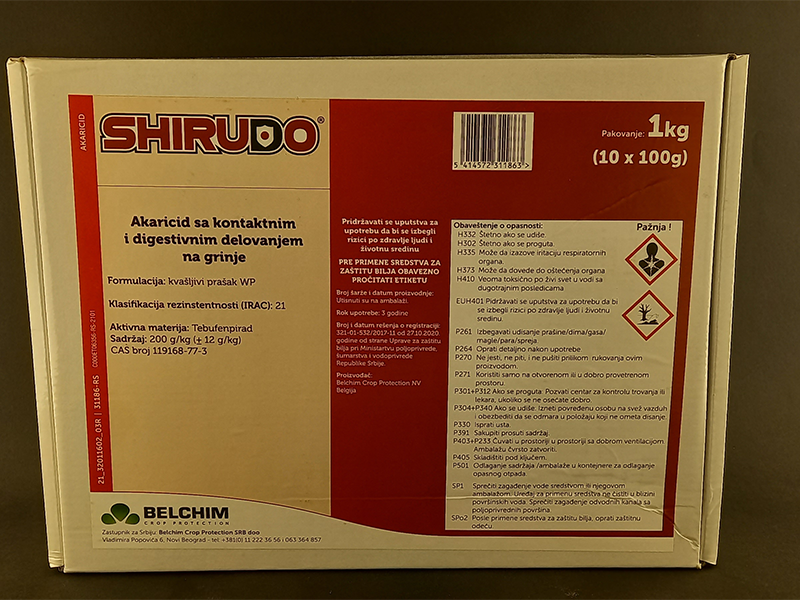 AKARICID
SHIRUDO®
Akaricid sa kontaktnim
i digestivnim delovanjem
na grinje
Formulacija: kvašljivi prašak WP
Klasifikacija rezinstentnosti (IRAC): 21
Aktivna materija: Tebufenpirad
Sadržaj: 200 g/kg (± 12 g/kg)
CAS broj 119168-77-3
21_32011602_03R | 31186-RS
BELCHIM
CROP PROTECTION
Zastupnik za Srbiju: Belchim Crop Protection SRB doo
Vladimira Popovića 6, Novi Beograd - tel: +381(0) 11 222 36 56 i 063 364 857
Pridržavati se uputstva za
upotrebu da bi se izbegli
rizici po zdravlje ljudi i
životnu sredinu
PRE PRIMENE SREDSTVA ZA
ZAŠTITU BILJA OBAVEZNO
PROČITATI ETIKETU
Broj šarže i datum proizvodnje:
Utisnuti su na ambalaži.
Rok upotrebe: 3 godine
Broj i datum rešenja o registraciji:
321-01-532/2017-11 od 27.10.2020.
godine od strane Uprave za zaštitu
bilja pri Ministarstvu poljoprivrede,
šumarstva i vodoprivrede
Republike Srbije.
Proizvođač:
Belchim Crop Protection NV
Belgija
5 414572 311863 >
Pakovanje: 1kg
(10 x 100g)
Obaveštenje o opasnosti:
Pažnja !
H332 Štetno ako se udiše.
H302 Štetno ako se proguta.
H335 Može da izazove iritaciju respiratornih
organa.
H373 Može da dovede do oštećenja organa
H410 Veoma toksično po živi svet u vodi sa
dugotrajnim posledicama
EUH401 Pridržavati se uputstva za upotrebu da bi
se izbegli rizici po zdravlje ljudi i životnu
sredinu.
P261 Izbegavati udisanje prašine/dima/gasa/
magle/para/spreja.
P264 Oprati detaljno nakon upotrebe
P270 Ne jesti, ne piti, i ne pušiti prilikom rukovanja ovim
proizvodom.
P271 Koristiti samo na otvorenom ili u dobro provetrenom
prostoru.
P301+P312 Ako se proguta: Pozvati centar za kontrolu trovanja ili
lekara, ukoliko se ne osećate dobro.
P304+P340 Ako se udiše: Izneti povređenu osobu na svež vazduh
i obezbediti da se odmara u položaju koji ne ometa disanje.
P330 Isprati usta.
P391 Sakupiti prosuti sadržaj
P403+P233 Čuvati u prostoriji u prostoriji sa dobrom ventilacijom
Ambalažu čvrsto zatvoriti.
P405 Skladištiti pod ključem.
P501 Odlaganje sadržaja /ambalaže u kontejnere za odlaganje
opasnog otpada.
SP1 Sprečiti zagađenje vode sredstvom ili njegovom
ambalažom. Uređaj za primenu sredstva ne čistiti u blizini
površinskih voda. Sprečiti zagađenje odvodnih kanala sa
poljoprivrednih površina.
SPo2 Posle primene sredstva za zaštitu bilja, oprati zaštitnu
odeću